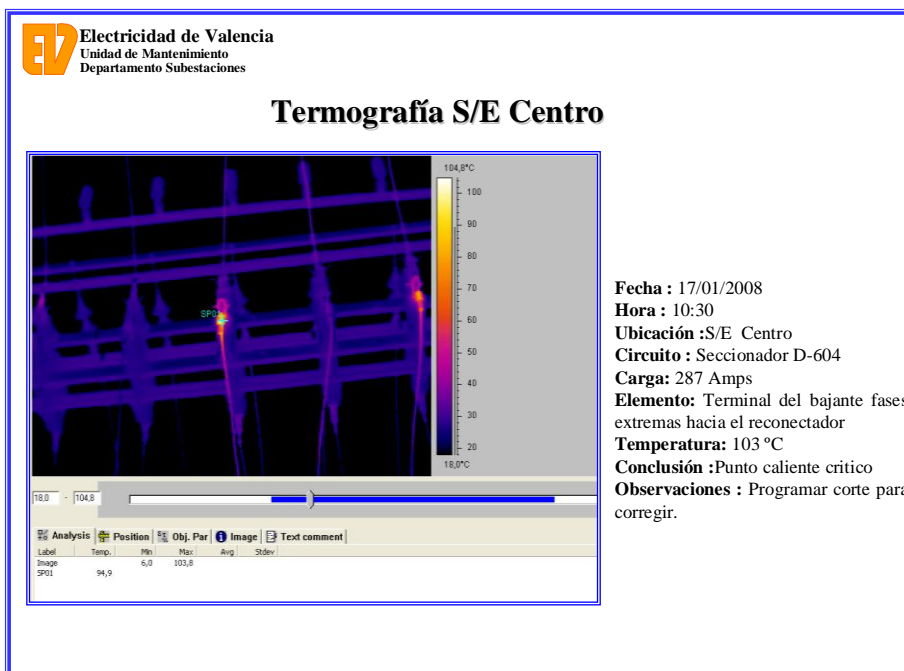 EV
Electricidad de Valencia
Unidad de Mantenimiento
Departamento Subestaciones
Termografía S/E Centro
104,8°C
100
90
80
70
60
50
40
30
20
18,0°C
SP01
18,0 - 104,8
Analysis Position Obj. Par Image Text comment
Label Temp. Min Max Avg Stdev
Image 6,0 103,8
SP01 94,9
Fecha : 17/01/2008
Hora : 10:30
Ubicación :S/E Centro
Circuito : Seccionador D-604
Carga: 287 Amps
Elemento: Terminal del bajante fases
extremas hacia el reconectador
Temperatura: 103 ºC
Conclusión :Punto caliente critico
Observaciones : Programar corte para
corregir.